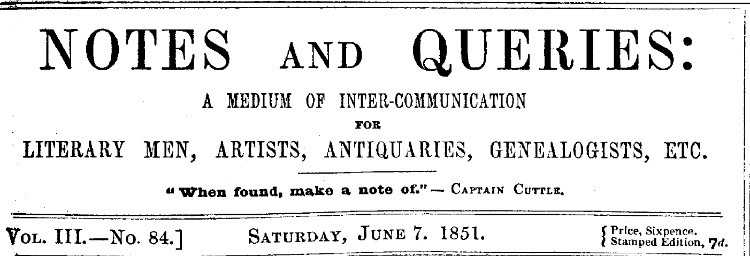 NOTES AND QUERIES:
A MEDIUM OF INTER-COMMUNICATION
FOR
LITERARY MEN, ARTISTS, ANTIQUARIES, GENEALOGISTS, ETC.
"When found, make a note of."—CAPTAIN CUTTLE.
VOL. III.—No. 84.] SATURDAY, JUNE 7. 1851. { Price, Sixpence.
{ Stamped Edition, 7d.